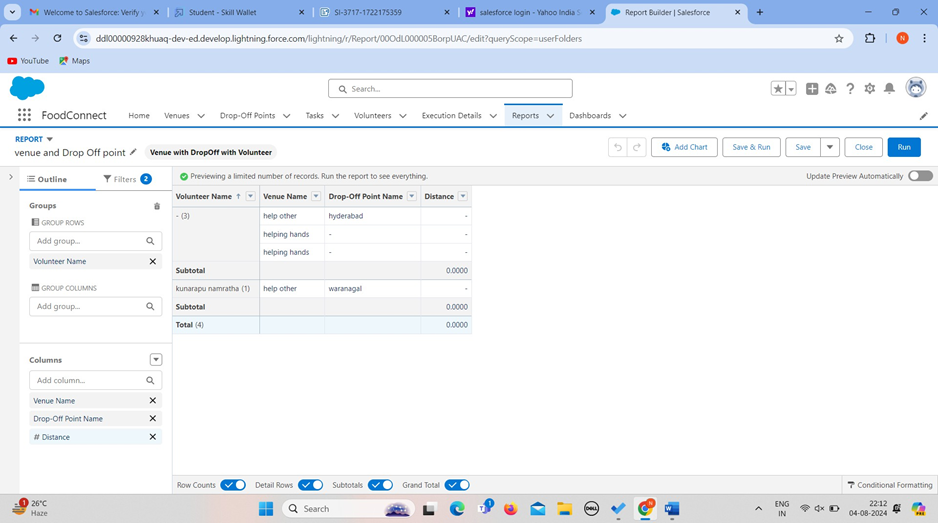 Welcome to Salesforce: Verify y
Student - Skill Wallet
SI-3717-1722175359
salesforce login - Yahoo India S
Report Builder | Salesforce
ddl00000928khuaq-dev-ed.develop.lightning.force.com/lightning/r/Report/00OdL000005BorpUAC/edit?queryScope=userFolders
N
YouTube
Maps
Search...
FoodConnect
Home
Venues
Drop-Off Points
Tasks
Volunteers
Execution Details
Reports
Dashboards
REPORT
venue and Drop Off point
Venue with DropOff with Volunteer
Add Chart
Save & Run
Save
Close
Run
Outline
Filters 2
Previewing a limited number of records. Run the report to see everything.
Update Preview Automatically
Groups
GROUP ROWS
Add group...
Volunteer Name
GROUP COLUMNS
Add group...
Columns
Add column...
Venue Name
Drop-Off Point Name
# Distance
Volunteer Name Venue Name Drop-Off Point Name Distance
- (3) help other hyderabad -
helping hands - -
helping hands - -
Subtotal 0.0000
kunarapu namratha (1) help other waranagal -
Subtotal 0.0000
Total (4) 0.0000
Row Counts
Detail Rows
Subtotals
Grand Total
Conditional Formatting
1
26°C
Haze
Search
1
DELL
N
ENG
IN
22:12
04-08-2024